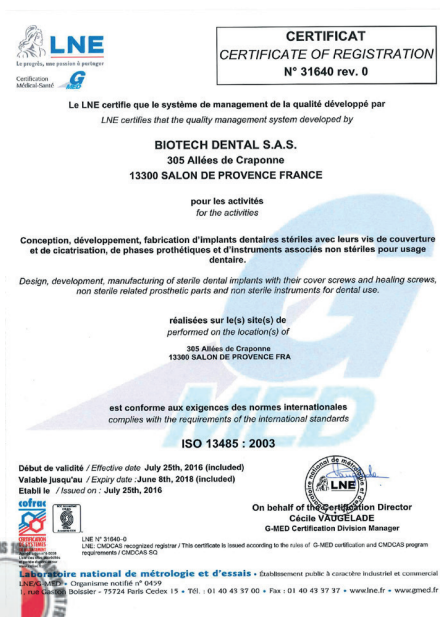 LNE
Le progrès, une passion à partager
Certification
Médical-Santé
G
MED
CERTIFICAT
CERTIFICATE OF REGISTRATION
N° 31640 rev. 0
Le LNE certifie que le système de management de la qualité développé par
LNE certifies that the quality management system developed by
BIOTECH DENTAL S.A.S.
305 Allées de Craponne
13300 SALON DE PROVENCE FRANCE
pour les activités
for the activities
Conception, développement, fabrication d'implants dentaires stériles avec leurs vis de couverture
et de cicatrisation, de phases prothétiques et d'instruments associés non stériles pour usage
dentaire.
Design, development, manufacturing of sterile dental implants with their cover screws and healing screws,
non sterile related prosthetic parts and non sterile instruments for dental use.
réalisées sur le(s) site(s) de
performed on the location(s) of
305 Allées de Craponne
13300 SALON DE PROVENCE FRA
G
MED
est conforme aux exigences des normes internationales
complies with the requirements of the international standards
ISO 13485 : 2003
Début de validité / Effective date July 25th, 2016 (included)
Valable jusqu'au / Expiry date : June 8th, 2018 (included)
Etabli le / Issued on : July 25th, 2016
national de métrologie
LNE
On behalf of the Certification Director
Cécile VAUGELADE
G-MED Certification Division Manager
cofrac
CERTIFICATION
LNE N° 31840-0
LNE: CMDCAS recognized registrar / This certificate is issued according to the rules of G-MED certification and CMDCAS program
requirements / CMDCAS SQ
Laboratoire national de métrologie et d'essais • Établissement public à caractère industriel et commercial
LNE/G-MED • Organisme notifié n° 0459
1, rue Gaston Boissier - 75724 Paris Cedex 15 • Tél. : 01 40 43 37 00 • Fax : 01 40 43 37 37 • www.lne.fr • www.gmed.fr